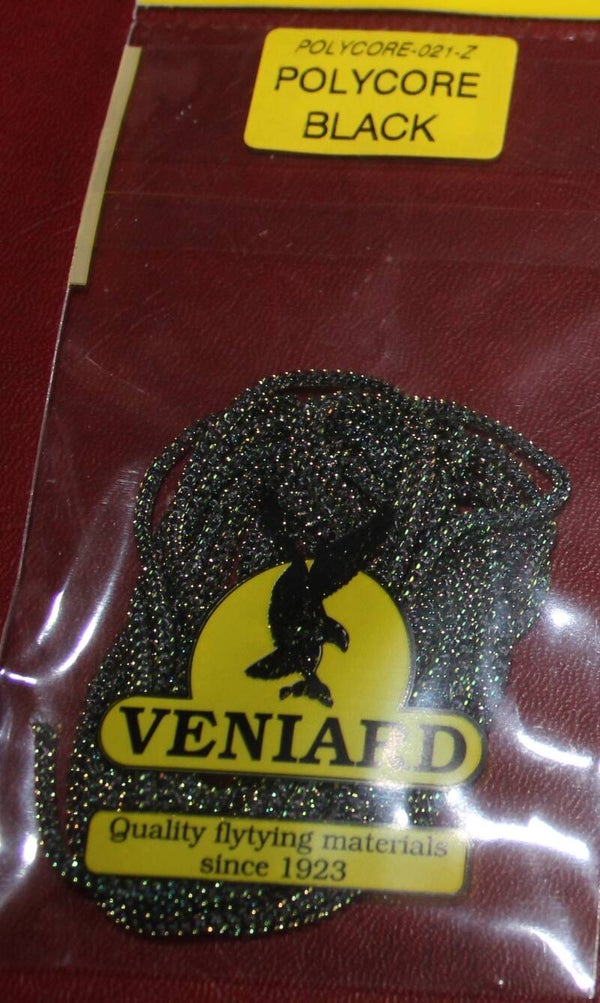 POLYCORE-021-Z
POLYCORE
BLACK
VENIARD
Quality flytying materials
since 1923